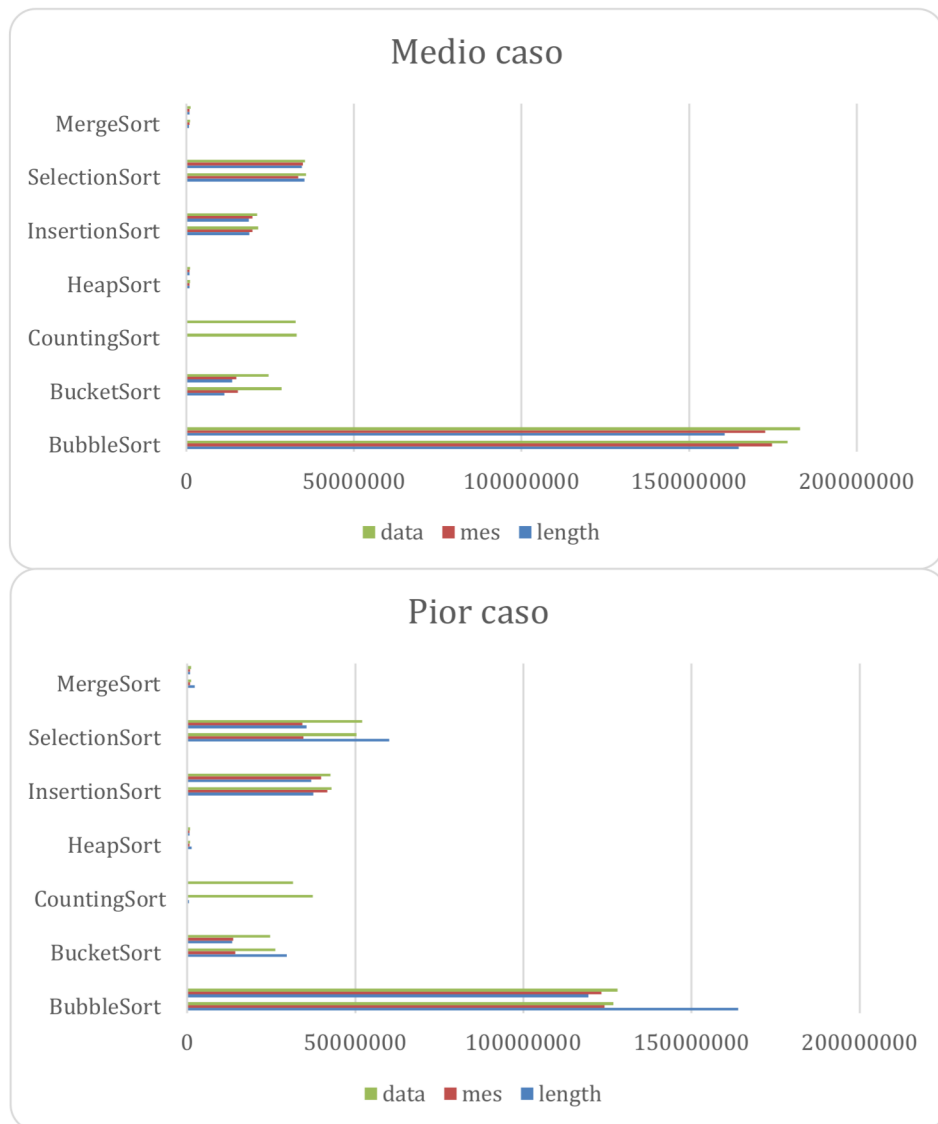 Medio caso
MergeSort
SelectionSort
InsertionSort
HeapSort
CountingSort
BucketSort
BubbleSort
0 50000000 100000000 150000000 200000000
data mes length
Pior caso
MergeSort
SelectionSort
InsertionSort
HeapSort
CountingSort
BucketSort
BubbleSort
0 50000000 100000000 150000000 200000000
data mes length